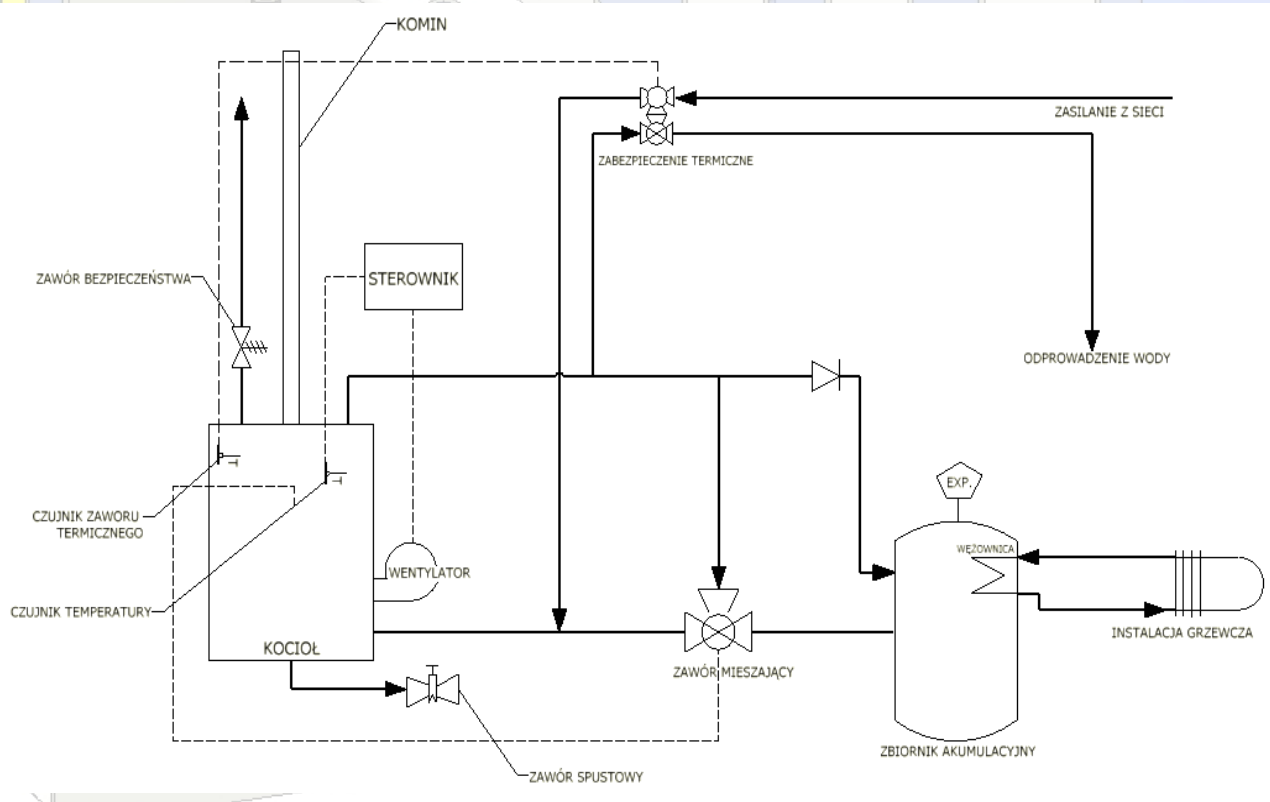 KOMIN
ZASILANIE Z SIECI
ZABEZPIECZENIE TERMICZNE
ZAWÓR BEZPIECZEŃSTWA
STEROWNIK
ODPROWADZENIE WODY
T
T
EXP.
CZUJNIK ZAWORU
TERMICZNEGO
WĘŻOWNICA
WENTYLATOR
CZUJNIK TEMPERATURY
INSTALACJA GRZEWCZA
KOCIOŁ
ZAWÓR MIESZAJĄCY
ZBIORNIK AKUMULACYJNY
ZAWÓR SPUSTOWY